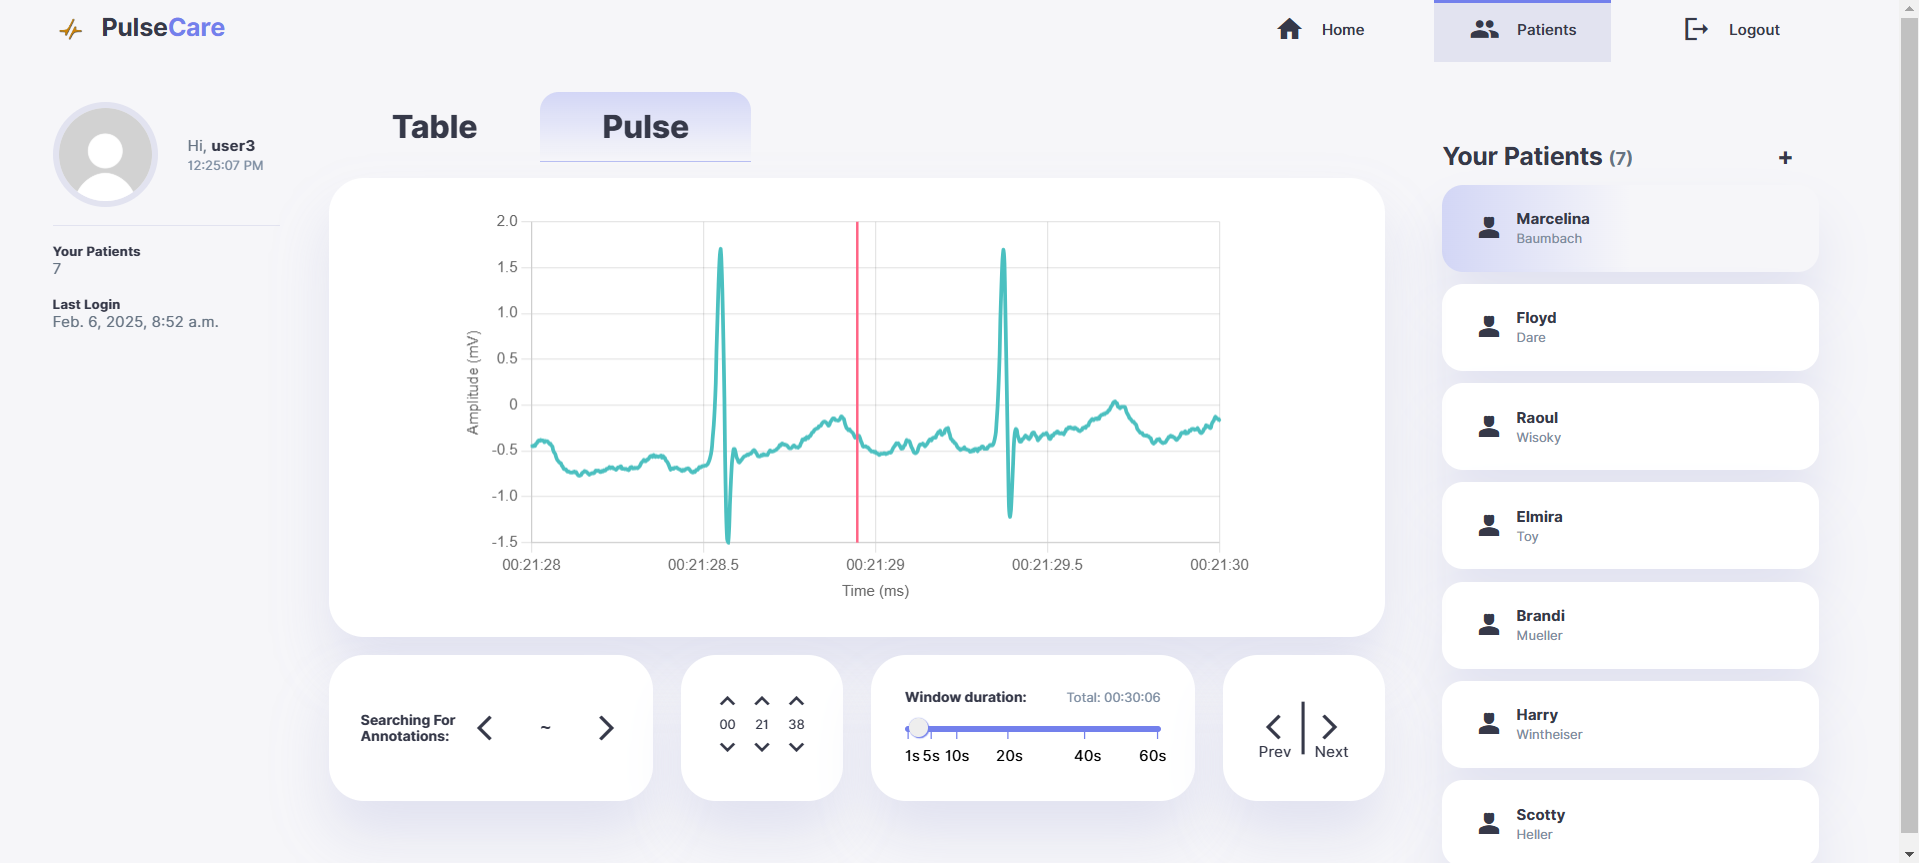 PulseCare
Home
Patients
Logout
Hi, user3
12:25:07 PM
Your Patients
7
Last Login
Feb. 6, 2025, 8:52 a.m.
Table
Pulse
2.0
1.5
1.0
0.5
0
-0.5
-1.0
-1.5
Amplitude (mV)
00:21:28
00:21:28.5
00:21:29
00:21:29.5
00:21:30
Time (ms)
Searching For
Annotations:
~
00 21 38
Window duration:
Total: 00:30:06
1s 5s 10s 20s 40s 60s
Prev
Next
Your Patients (7)
+
Marcelina
Baumbach
Floyd
Dare
Raoul
Wisoky
Elmira
Toy
Brandi
Mueller
Harry
Wintheiser
Scotty
Heller